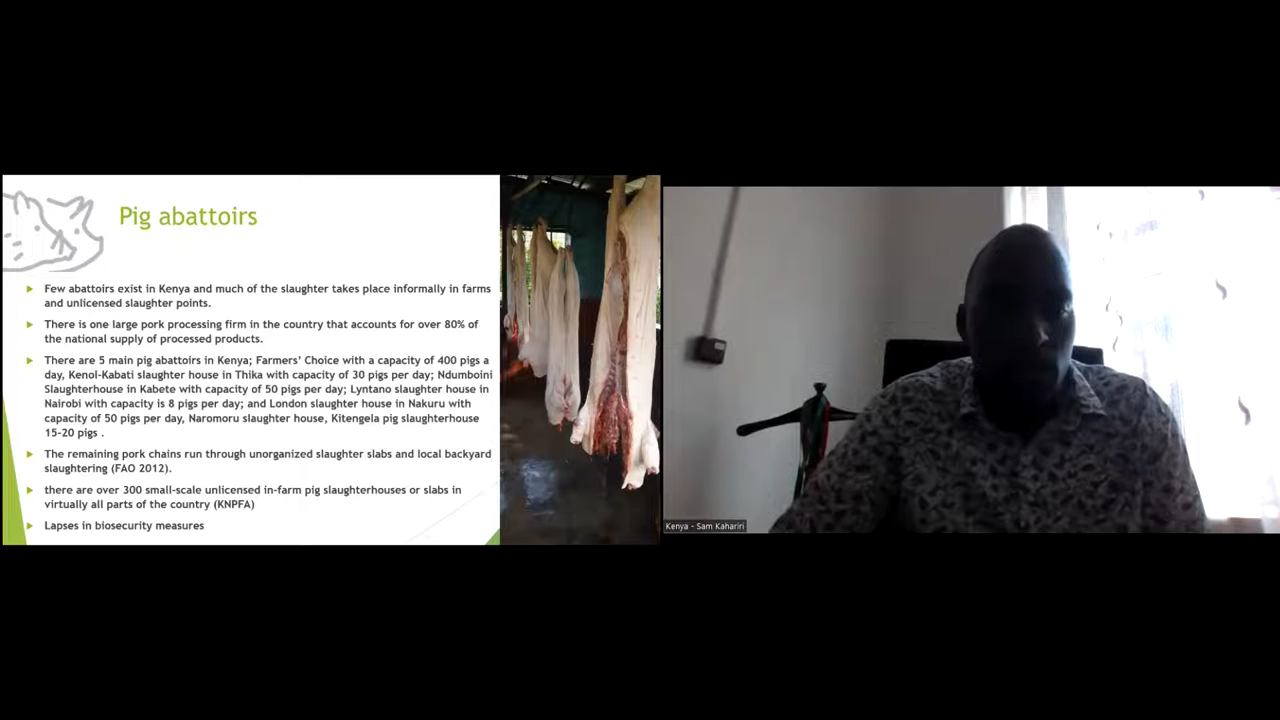 Pig abattoirs
Few abattoirs exist in Kenya and much of the slaughter takes place informally in farms
and unlicensed slaughter points.
There is one large pork processing firm in the country that accounts for over 80% of
the national supply of processed products.
There are 5 main pig abattoirs in Kenya; Farmers’ Choice with a capacity of 400 pigs a
day, Kenol-Kabati slaughter house in Thika with capacity of 30 pigs per day; Ndumboini
Slaughterhouse in Kabete with capacity of 50 pigs per day; Lyntano slaughter house in
Nairobi with capacity is 8 pigs per day; and London slaughter house in Nakuru with
capacity of 50 pigs per day, Naromoru slaughter house, Kitengela pig slaughterhouse
15-20 pigs .
The remaining pork chains run through unorganized slaughter slabs and local backyard
slaughtering (FAO 2012).
there are over 300 small-scale unlicensed in-farm pig slaughterhouses or slabs in
virtually all parts of the country (KNPFA)
Lapses in biosecurity measures
Kenya - Sam Kahariri